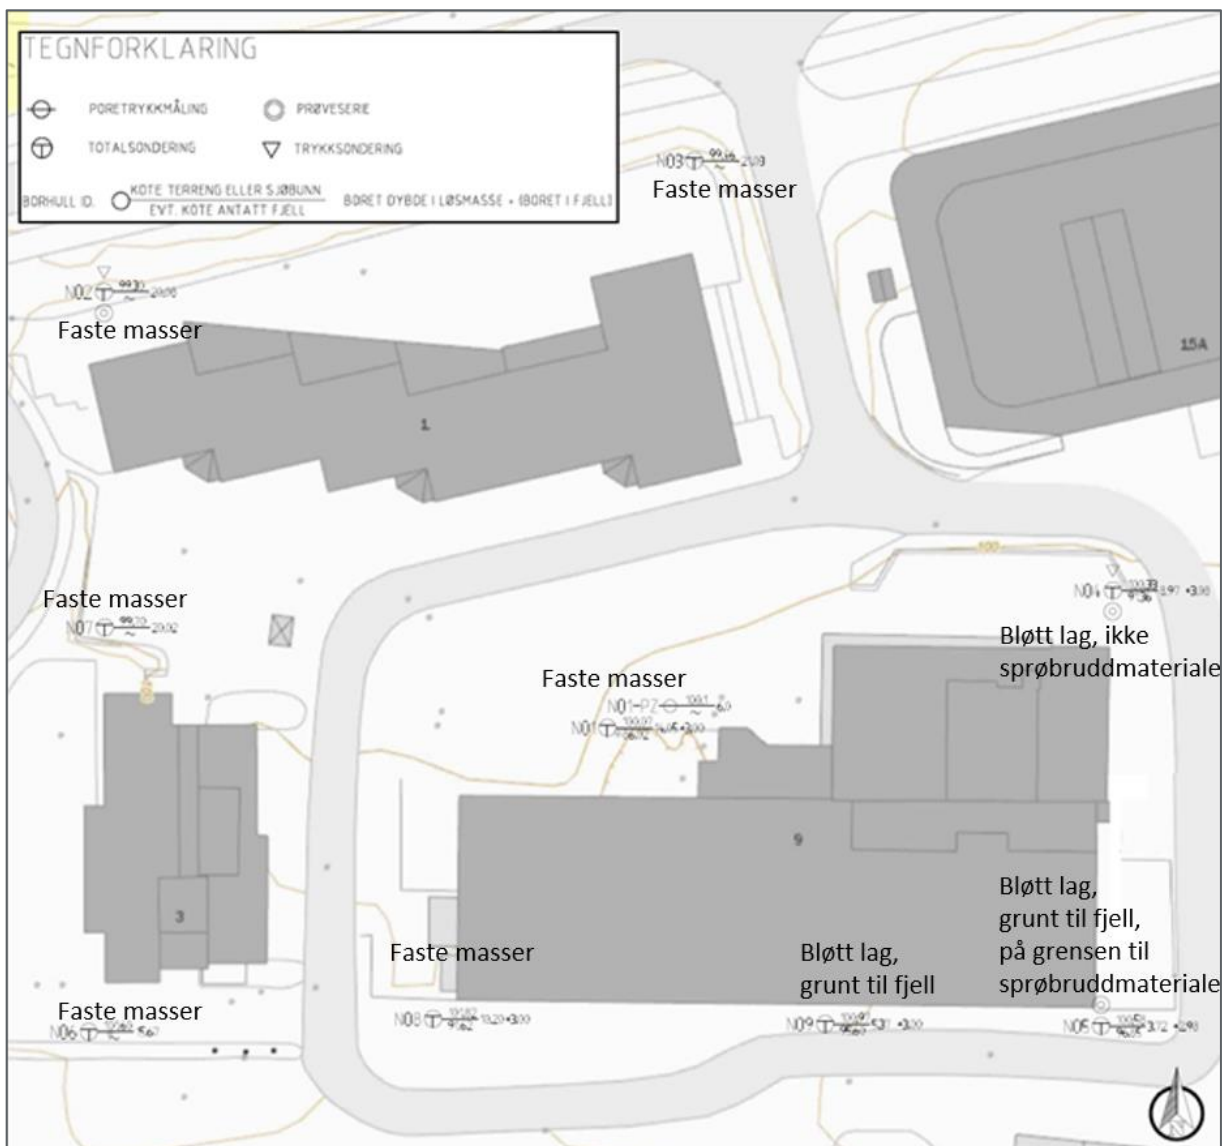 TEGNFORKLARING
PORETRYKKMÅLING
PRØVESERIE
TOTALSONDERING
TRYKKSONDERING
BORHULL ID.
KOTE TERRENG ELLER SJØBUNN
EVT. KOTE ANTATT FJELL
BORET DYBDE I LØSMASSE + (BORET I FJELL)
N03
Faste masser
N02
Faste masser
15A
1
100
Faste masser
N07
N04
Bløtt lag, ikke
sprøbruddmateriale
Faste masser
N01-PZ
N01
9
3
Bløtt lag,
grunt til fjell,
på grensen til
sprøbruddmateriale
Faste masser
Bløtt lag,
grunt til fjell
Faste masser
N06
N08
N09
N05
N